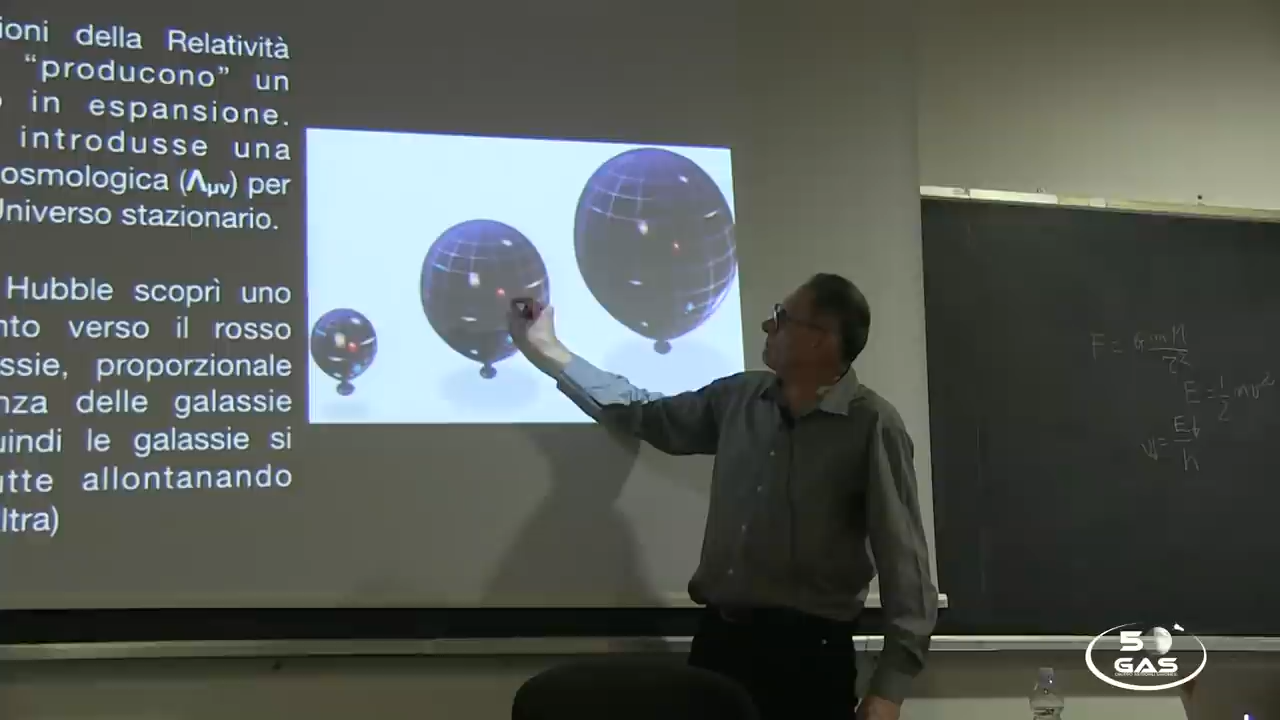 ioni della Relatività
“producono” un
o in espansione.
introdusse una
osmologica (Λμν) per
Universo stazionario.
Hubble scoprì uno
nto verso il rosso
ssie, proporzionale
nza delle galassie
uindi le galassie si
utte allontanando
ltra)
F = G mM
r²
E = 1/2 mv²
50
GAS